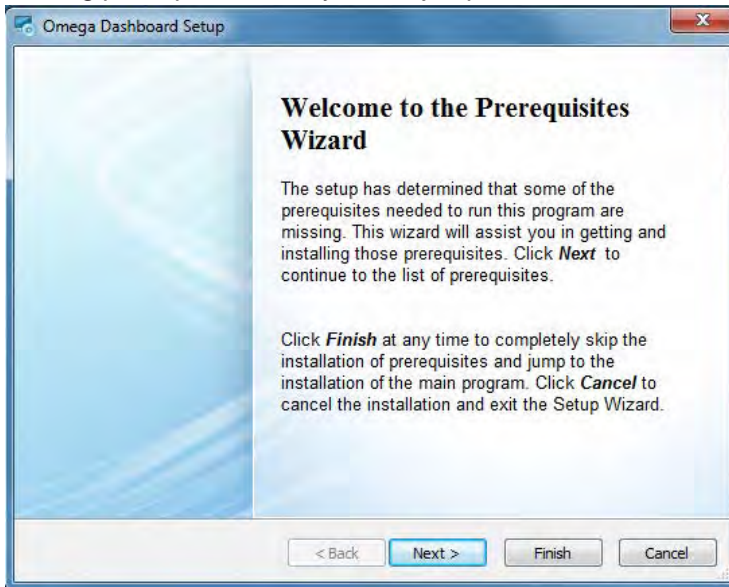 Omega Dashboard Setup
x
Welcome to the Prerequisites
Wizard
The setup has determined that some of the
prerequisites needed to run this program are
missing. This wizard will assist you in getting and
installing those prerequisites. Click Next to
continue to the list of prerequisites.
Click Finish at any time to completely skip the
installation of prerequisites and jump to the
installation of the main program. Click Cancel to
cancel the installation and exit the Setup Wizard.
< Back Next > Finish Cancel